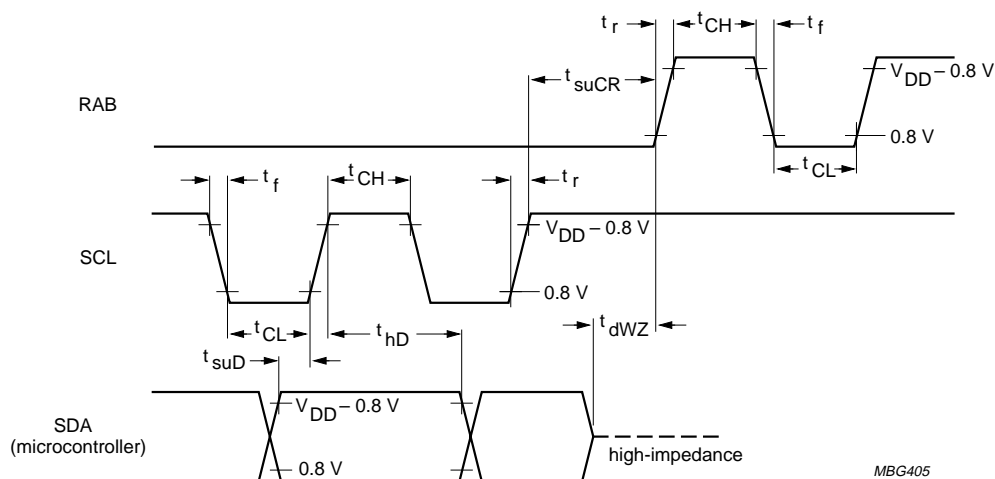 t r
t CH
t f
t suCR
V DD – 0.8 V
RAB
0.8 V
t f
t CH
t r
t CL
V DD – 0.8 V
SCL
0.8 V
t CL
t hD
t dWZ
t suD
V DD – 0.8 V
SDA
(microcontroller)
high-impedance
0.8 V
MBG405